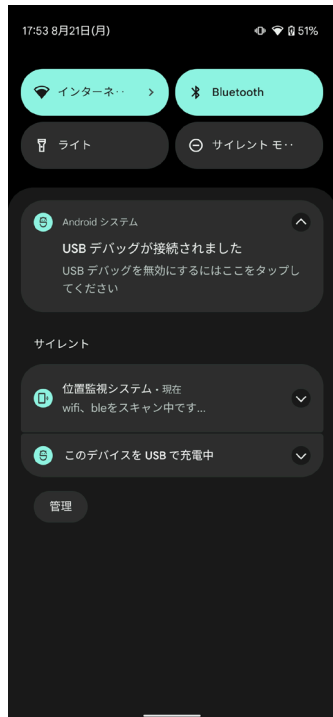 17:53 8月21日(月)
51%
インターネ··
Bluetooth
ライト
サイレント モ··
Android システム
USB デバッグが接続されました
USB デバッグを無効にするにはここをタップし
てください
サイレント
位置監視システム・現在
wifi、bleをスキャン中です...
このデバイスを USB で充電中
管理